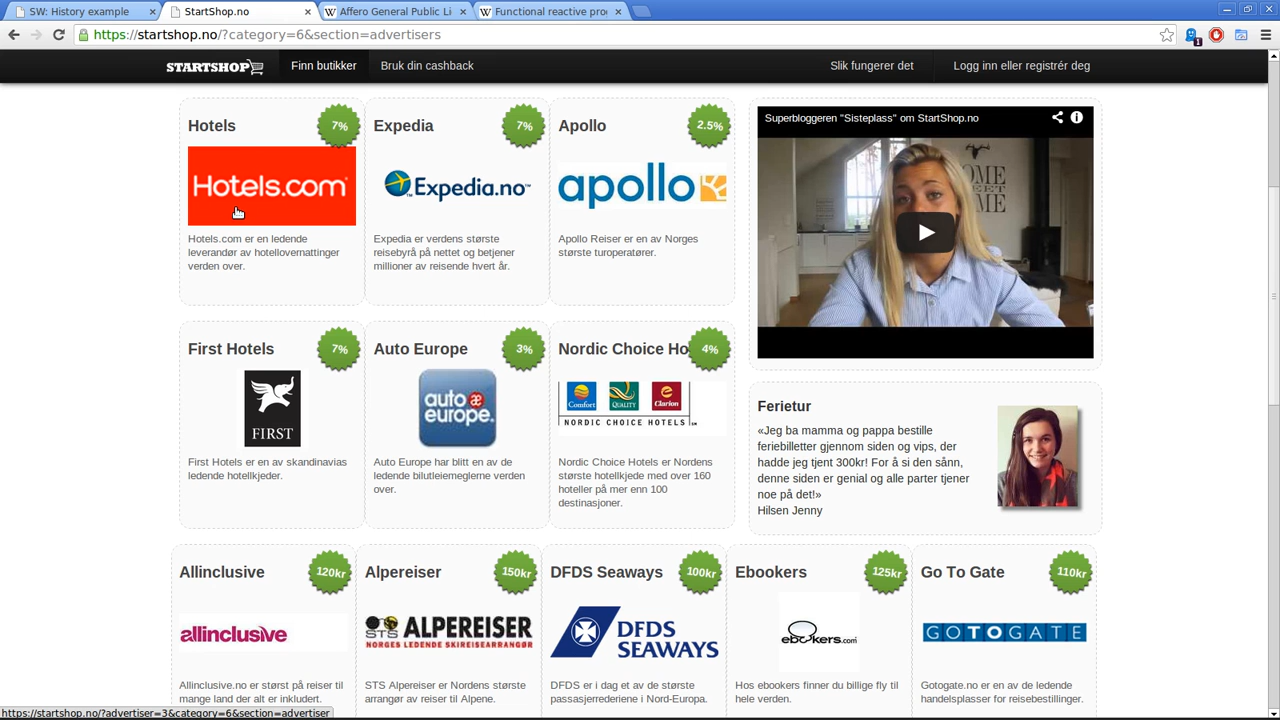 SW: History example
StartShop.no
Affero General Public Li
Functional reactive pro
https://startshop.no/?category=6&section=advertisers
1
STARTSHOP
Finn butikker
Bruk din cashback
Slik fungerer det
Logg inn eller registrér deg
Hotels
7%
Hotels.com
Hotels.com er en ledende
leverandør av hotellovernattinger
verden over.
Expedia
7%
Expedia.no™
Expedia er verdens største
reisebyrå på nettet og betjener
millioner av reisende hvert år.
Apollo
2.5%
apollo
Apollo Reiser er en av Norges
største turoperatører.
Superbloggeren "Sisteplass" om StartShop.no
HOME
SWEET
HOME
First Hotels
7%
FIRST
First Hotels er en av skandinavias
ledende hotellkjeder.
Auto Europe
3%
auto æ
europe.
Auto Europe har blitt en av de
ledende bilutleiemeglerne verden
over.
Nordic Choice Ho
4%
Comfort
QUALITY
Clarion
NORDIC CHOICE HOTELS℠
Nordic Choice Hotels er Nordens
største hotellkjede med over 160
hoteller på mer enn 100
destinasjoner.
Ferietur
«Jeg ba mamma og pappa bestille
feriebilletter gjennom siden og vips, der
hadde jeg tjent 300kr! For å si den sånn,
denne siden er genial og alle parter tjener
noe på det!»
Hilsen Jenny
Allinclusive
120kr
allinclusive
Allinclusive.no er størst på reiser til
mange land der alt er inkludert.
Alpereiser
150kr
STS ALPEREISER
NORGES LEDENDE SKIREISEARRANGØR
STS Alpereiser er Nordens største
arrangør av reiser til Alpene.
DFDS Seaways
100kr
DFDS
SEAWAYS
DFDS er i dag et av de største
passasjerrederiene i Nord-Europa.
Ebookers
125kr
ebookers.com
Hos ebookers finner du billige fly til
hele verden.
Go To Gate
110kr
GOTOGATE
Gotogate.no er en av de ledende
handelsplasser for reisebestillinger.
https://startshop.no/?advertiser=3&category=6&section=advertiser